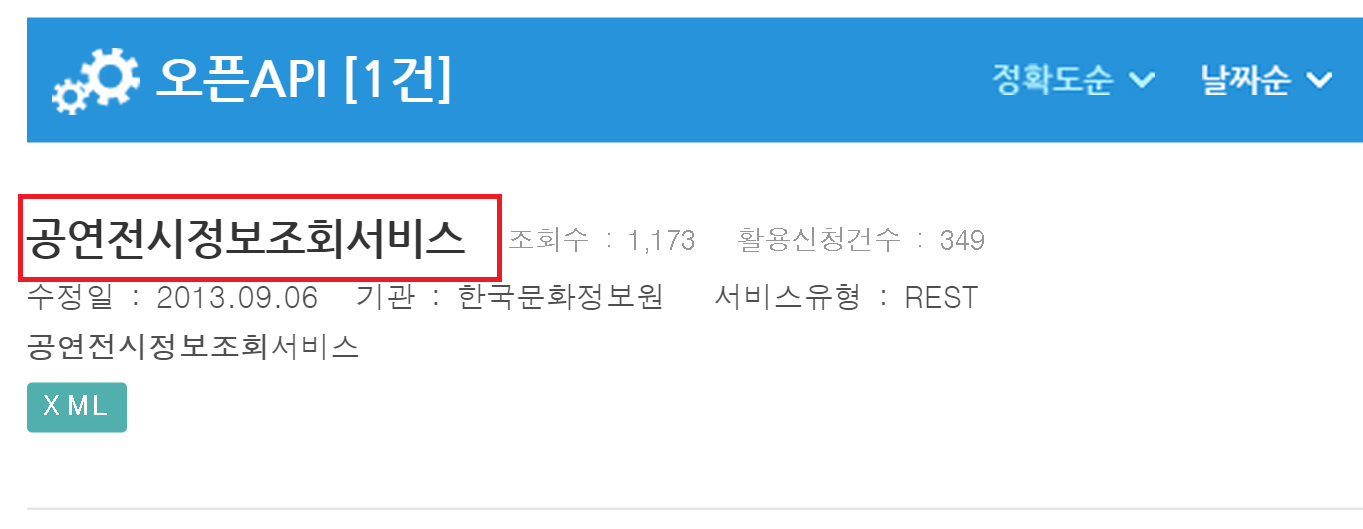 오픈API [1건] 정확도순 날짜순
공연전시정보조회서비스 조회수 : 1,173 활용신청건수 : 349
수정일 : 2013.09.06 기관 : 한국문화정보원 서비스유형 : REST
공연전시정보조회서비스
XML